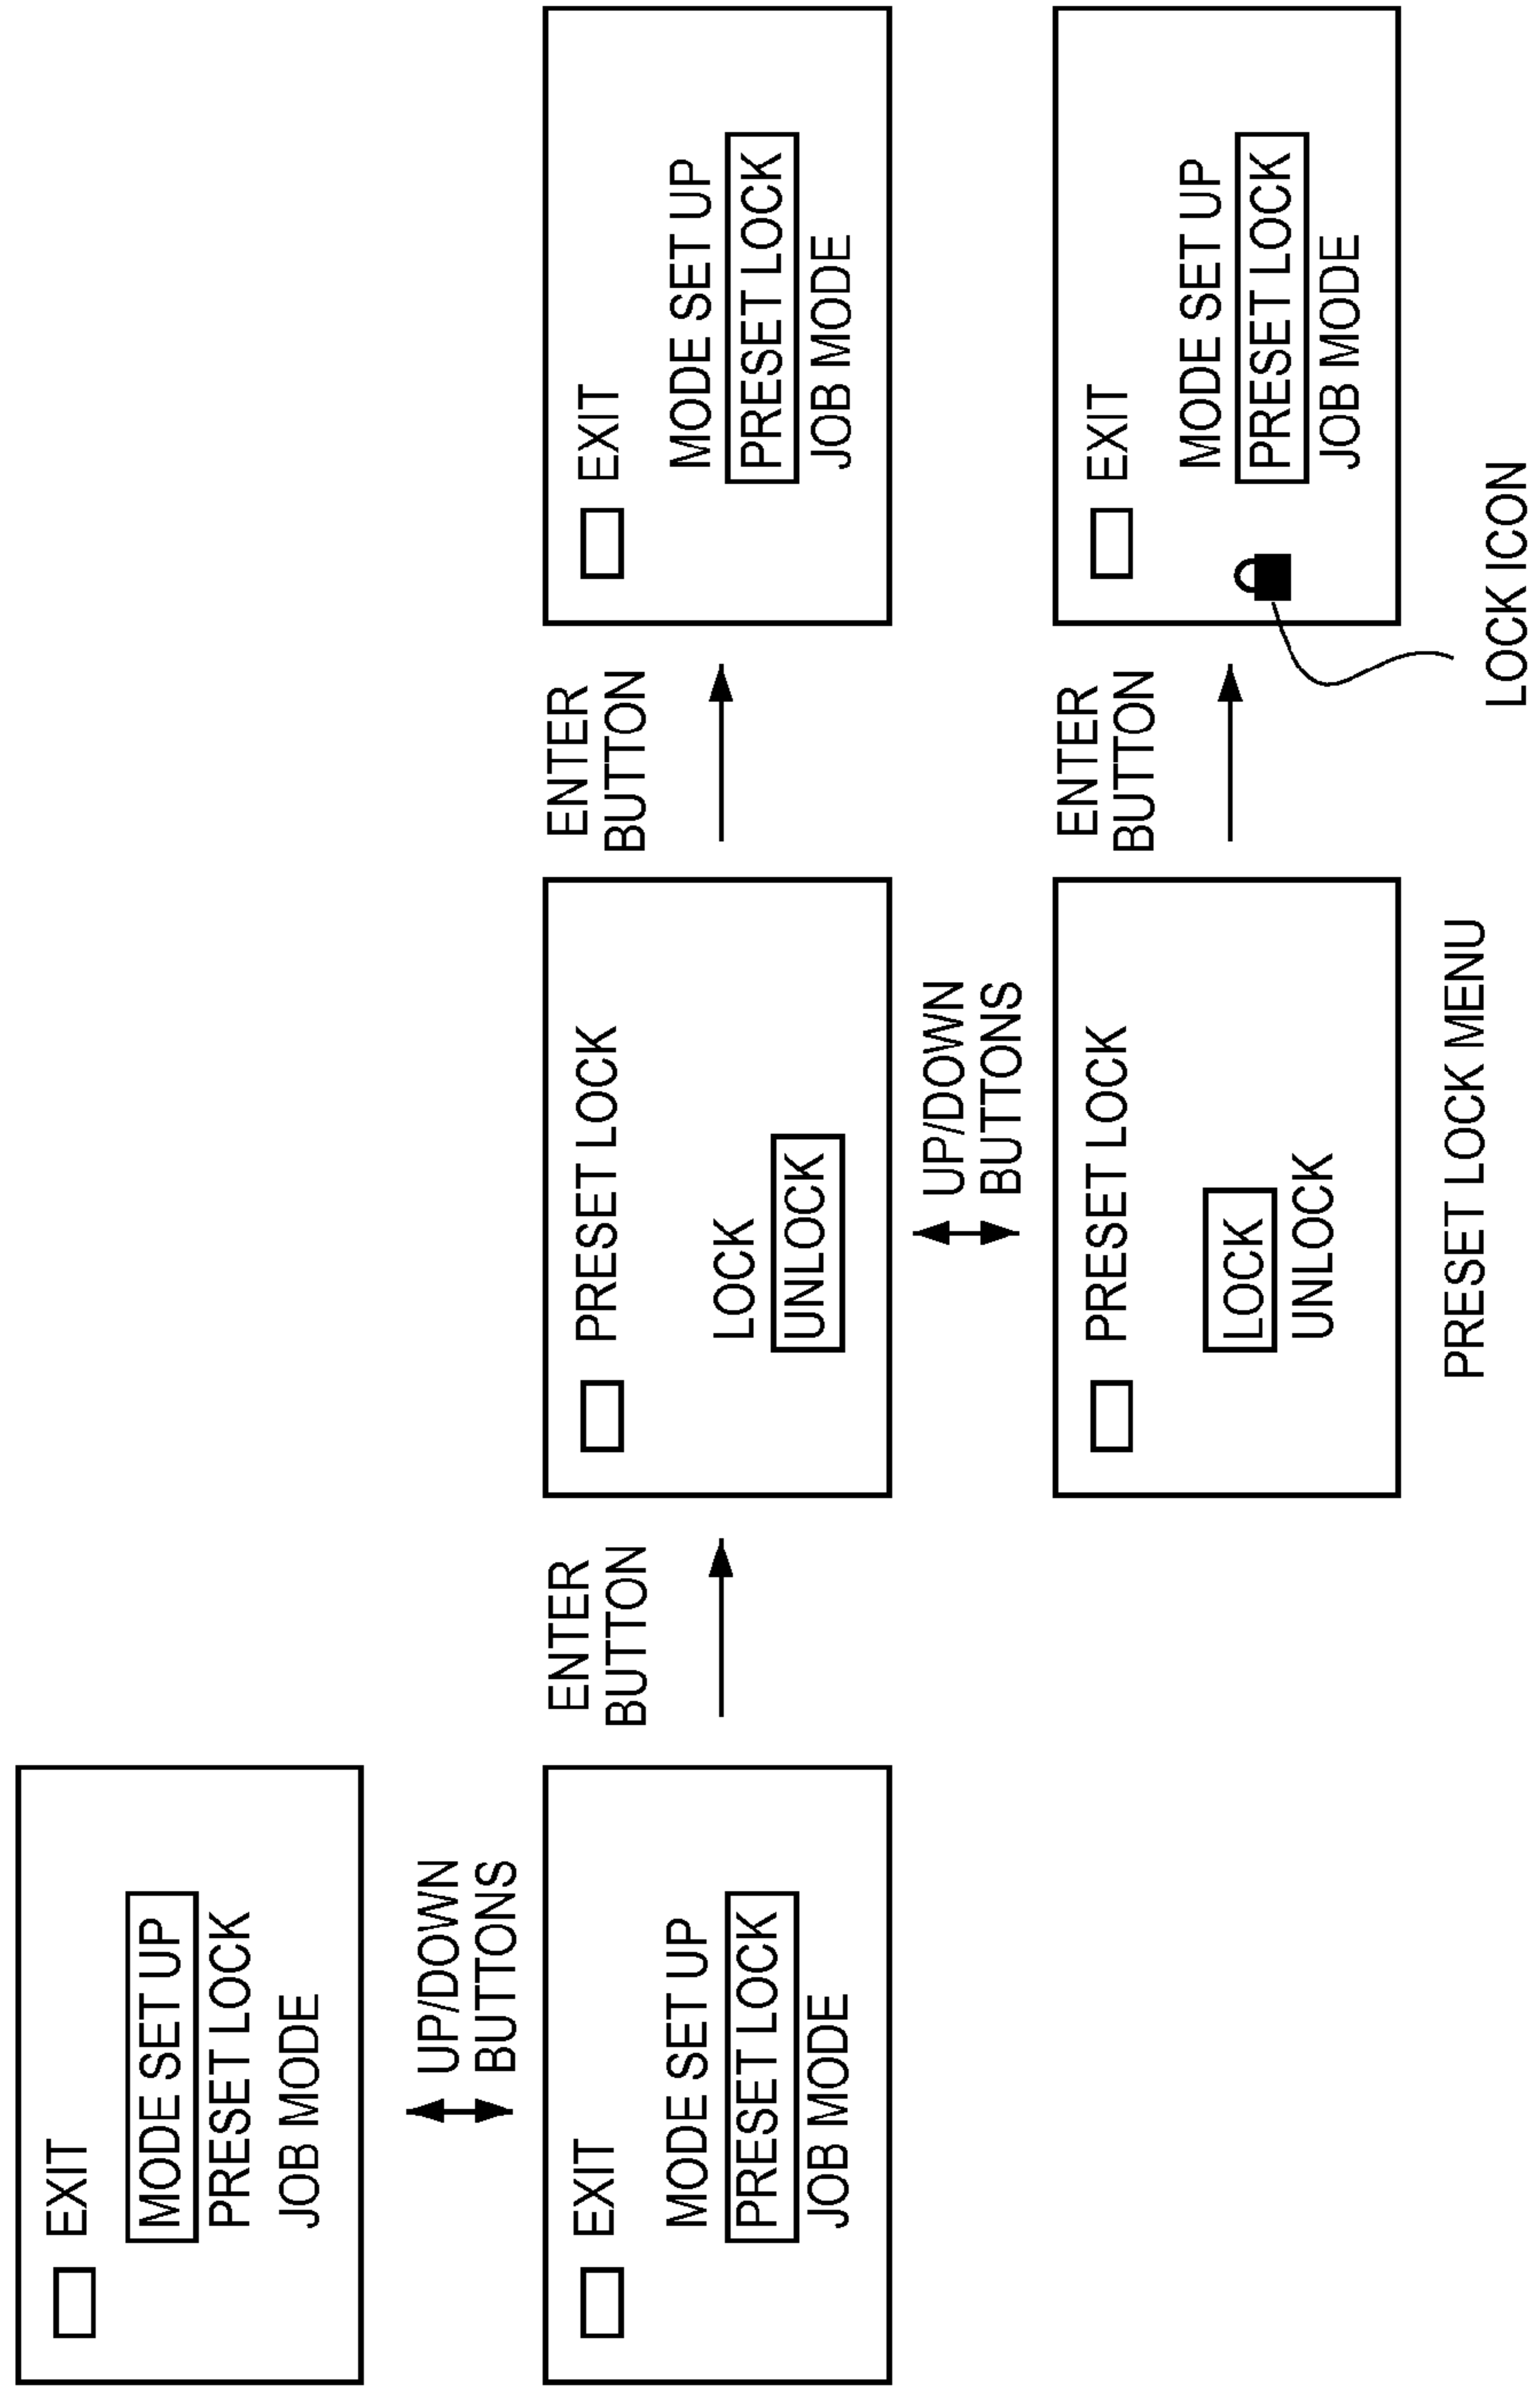 EXIT
MODE SET UP
PRESET LOCK
JOB MODE
UP/DOWN
BUTTONS
EXIT
MODE SET UP
PRESET LOCK
JOB MODE
ENTER
BUTTON
PRESET LOCK
LOCK
UNLOCK
ENTER
BUTTON
EXIT
MODE SET UP
PRESET LOCK
JOB MODE
UP/DOWN
BUTTONS
PRESET LOCK
LOCK
UNLOCK
ENTER
BUTTON
EXIT
MODE SET UP
PRESET LOCK
JOB MODE
PRESET LOCK MENU
LOCK ICON